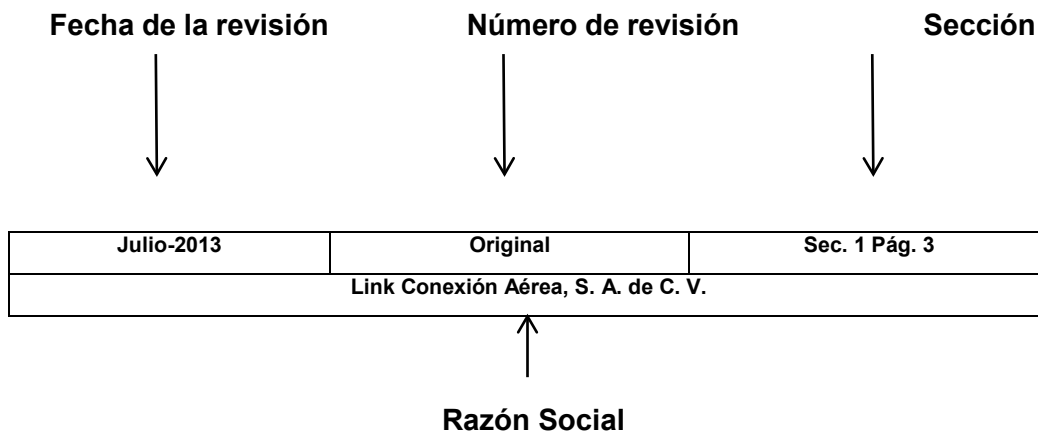 Fecha de la revisión Número de revisión Sección
Julio-2013 Original Sec. 1 Pág. 3
Link Conexión Aérea, S. A. de C. V.
Razón Social